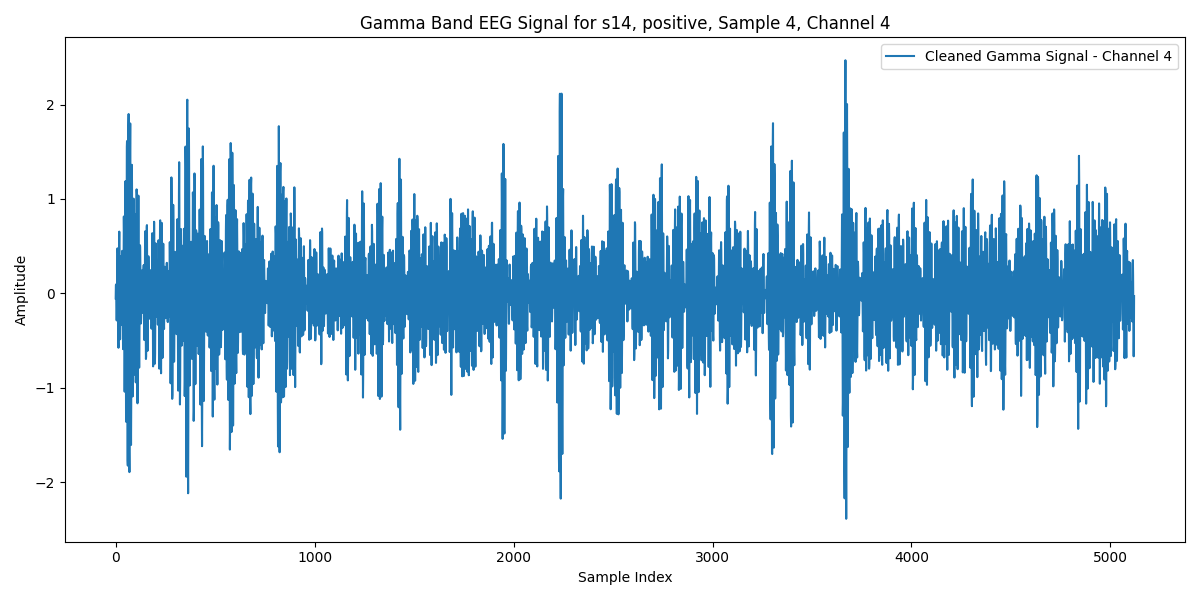 Gamma Band EEG Signal for s14, positive, Sample 4, Channel 4
Cleaned Gamma Signal - Channel 4
Amplitude
2
1
0
−1
−2
0 1000 2000 3000 4000 5000
Sample Index